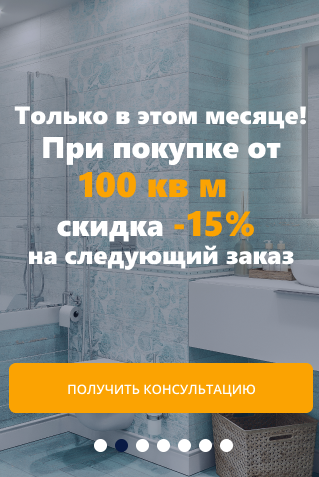 Только в этом месяце!
При покупке от
100 кв м
скидка -15%
на следующий заказ
ПОЛУЧИТЬ КОНСУЛЬТАЦИЮ